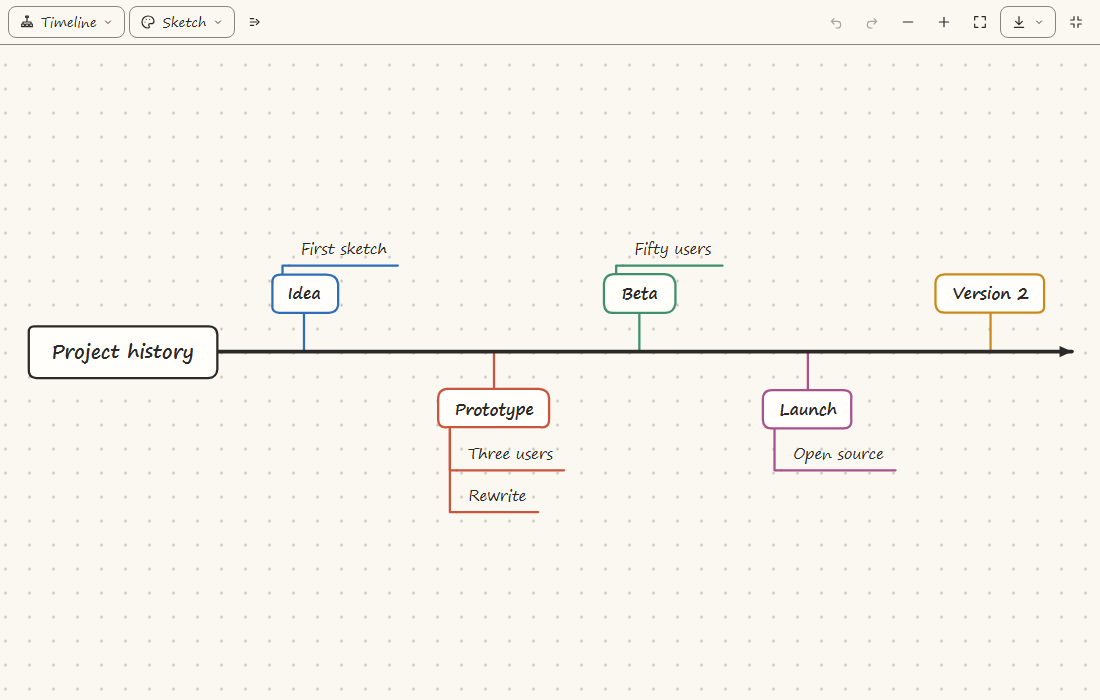 Timeline
Sketch
First sketch
Fifty users
Idea
Beta
Version 2
Project history
Prototype
Launch
Three users
Open source
Rewrite